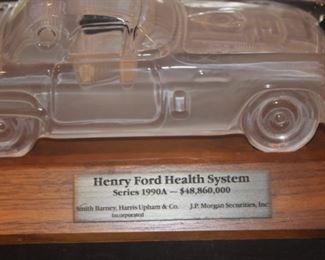 Henry Ford Health System
Series 1990A — $48,860,000
Smith Barney, Harris Upham & Co. J.P. Morgan Securities, Inc
Incorporated